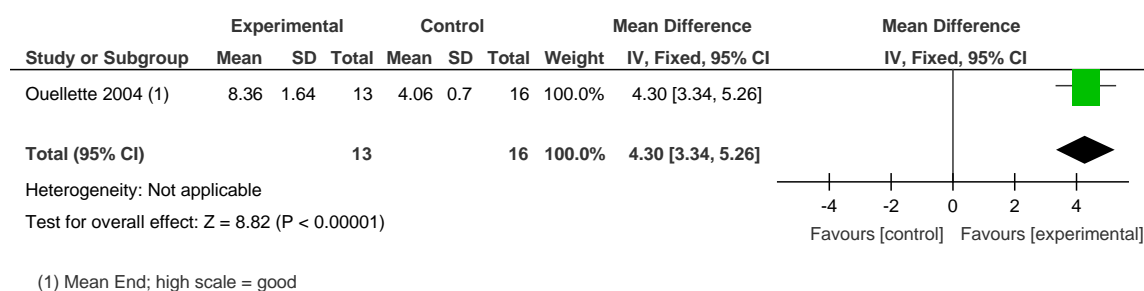 Experimental Control Mean Difference Mean Difference
Study or Subgroup Mean SD Total Mean SD Total Weight IV, Fixed, 95% CI IV, Fixed, 95% CI
Ouellette 2004 (1) 8.36 1.64 13 4.06 0.7 16 100.0% 4.30 [3.34, 5.26]
Total (95% CI) 13 16 100.0% 4.30 [3.34, 5.26]
Heterogeneity: Not applicable
Test for overall effect: Z = 8.82 (P < 0.00001)
-4 -2 0 2 4
Favours [control] Favours [experimental]
(1) Mean End; high scale = good